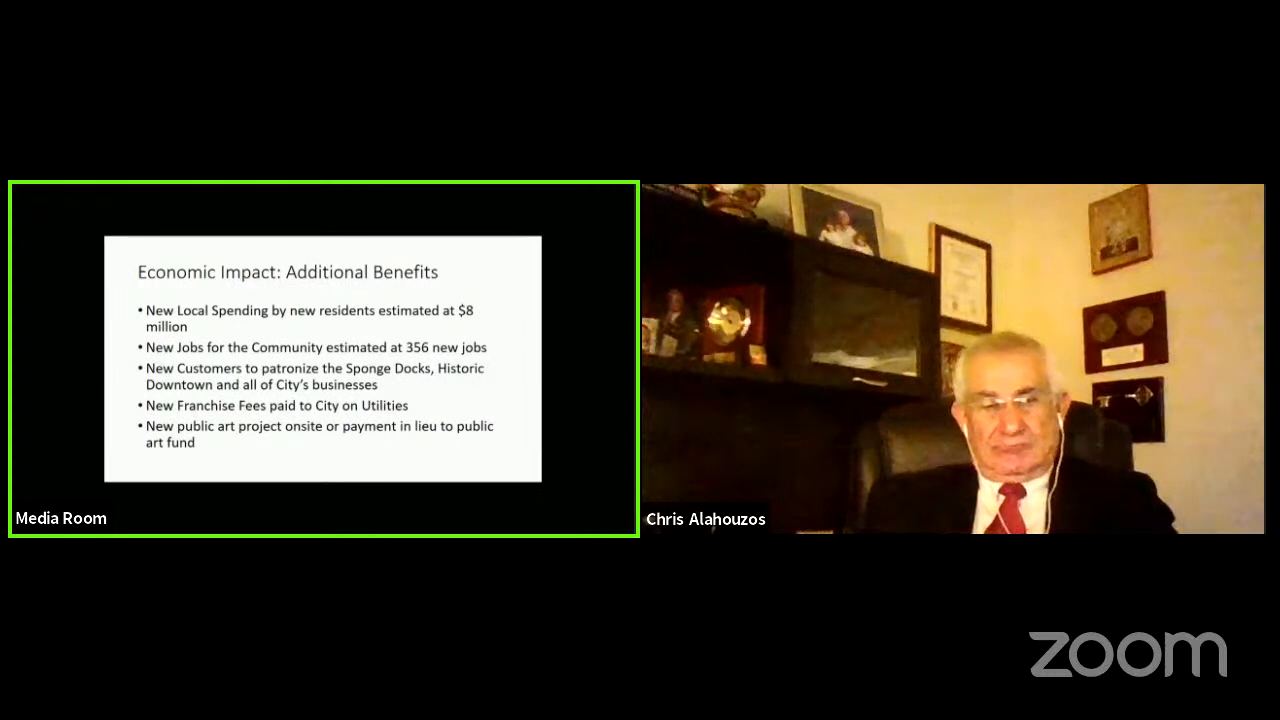 Economic Impact: Additional Benefits
• New Local Spending by new residents estimated at $8
million
• New Jobs for the Community estimated at 356 new jobs
• New Customers to patronize the Sponge Docks, Historic
Downtown and all of City's businesses
• New Franchise Fees paid to City on Utilities
• New public art project onsite or payment in lieu to public
art fund
Media Room
Chris Alahouzos
zoom